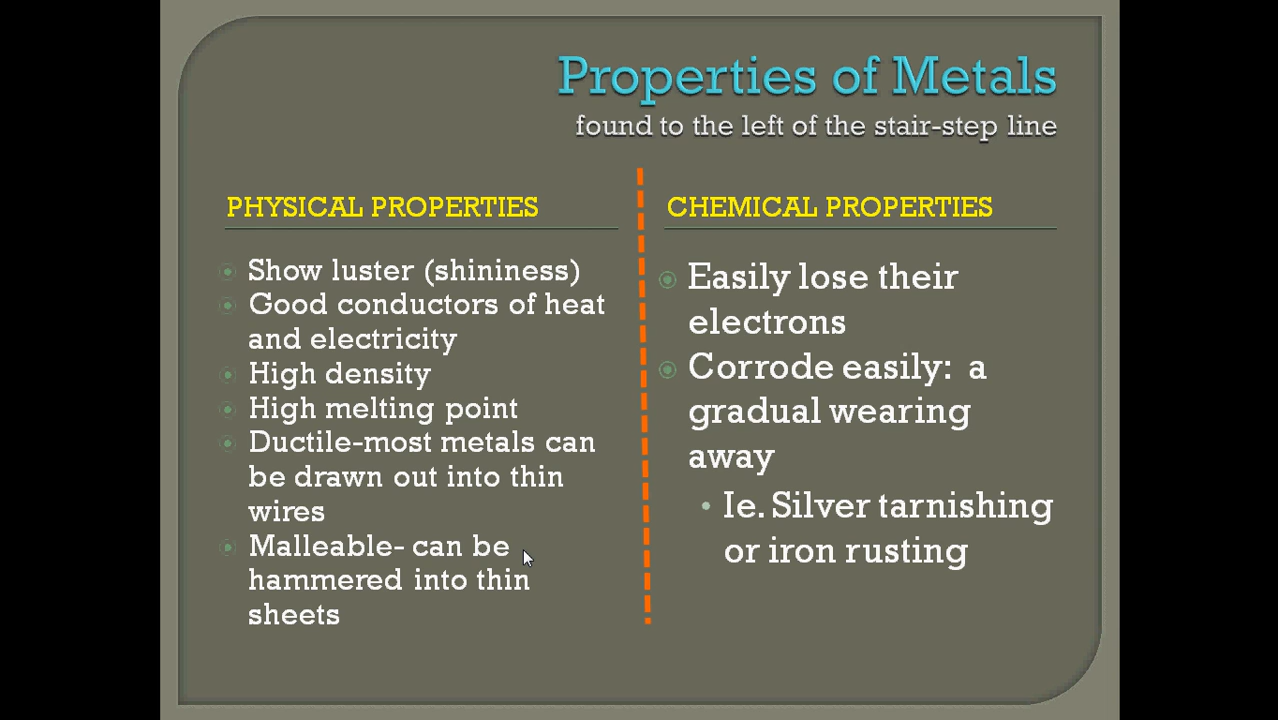 Properties of Metals
found to the left of the stair-step line
PHYSICAL PROPERTIES
Show luster (shininess)
Good conductors of heat
and electricity
High density
High melting point
Ductile-most metals can
be drawn out into thin
wires
Malleable- can be
hammered into thin
sheets
CHEMICAL PROPERTIES
Easily lose their
electrons
Corrode easily:  a
gradual wearing
away
Ie. Silver tarnishing
or iron rusting